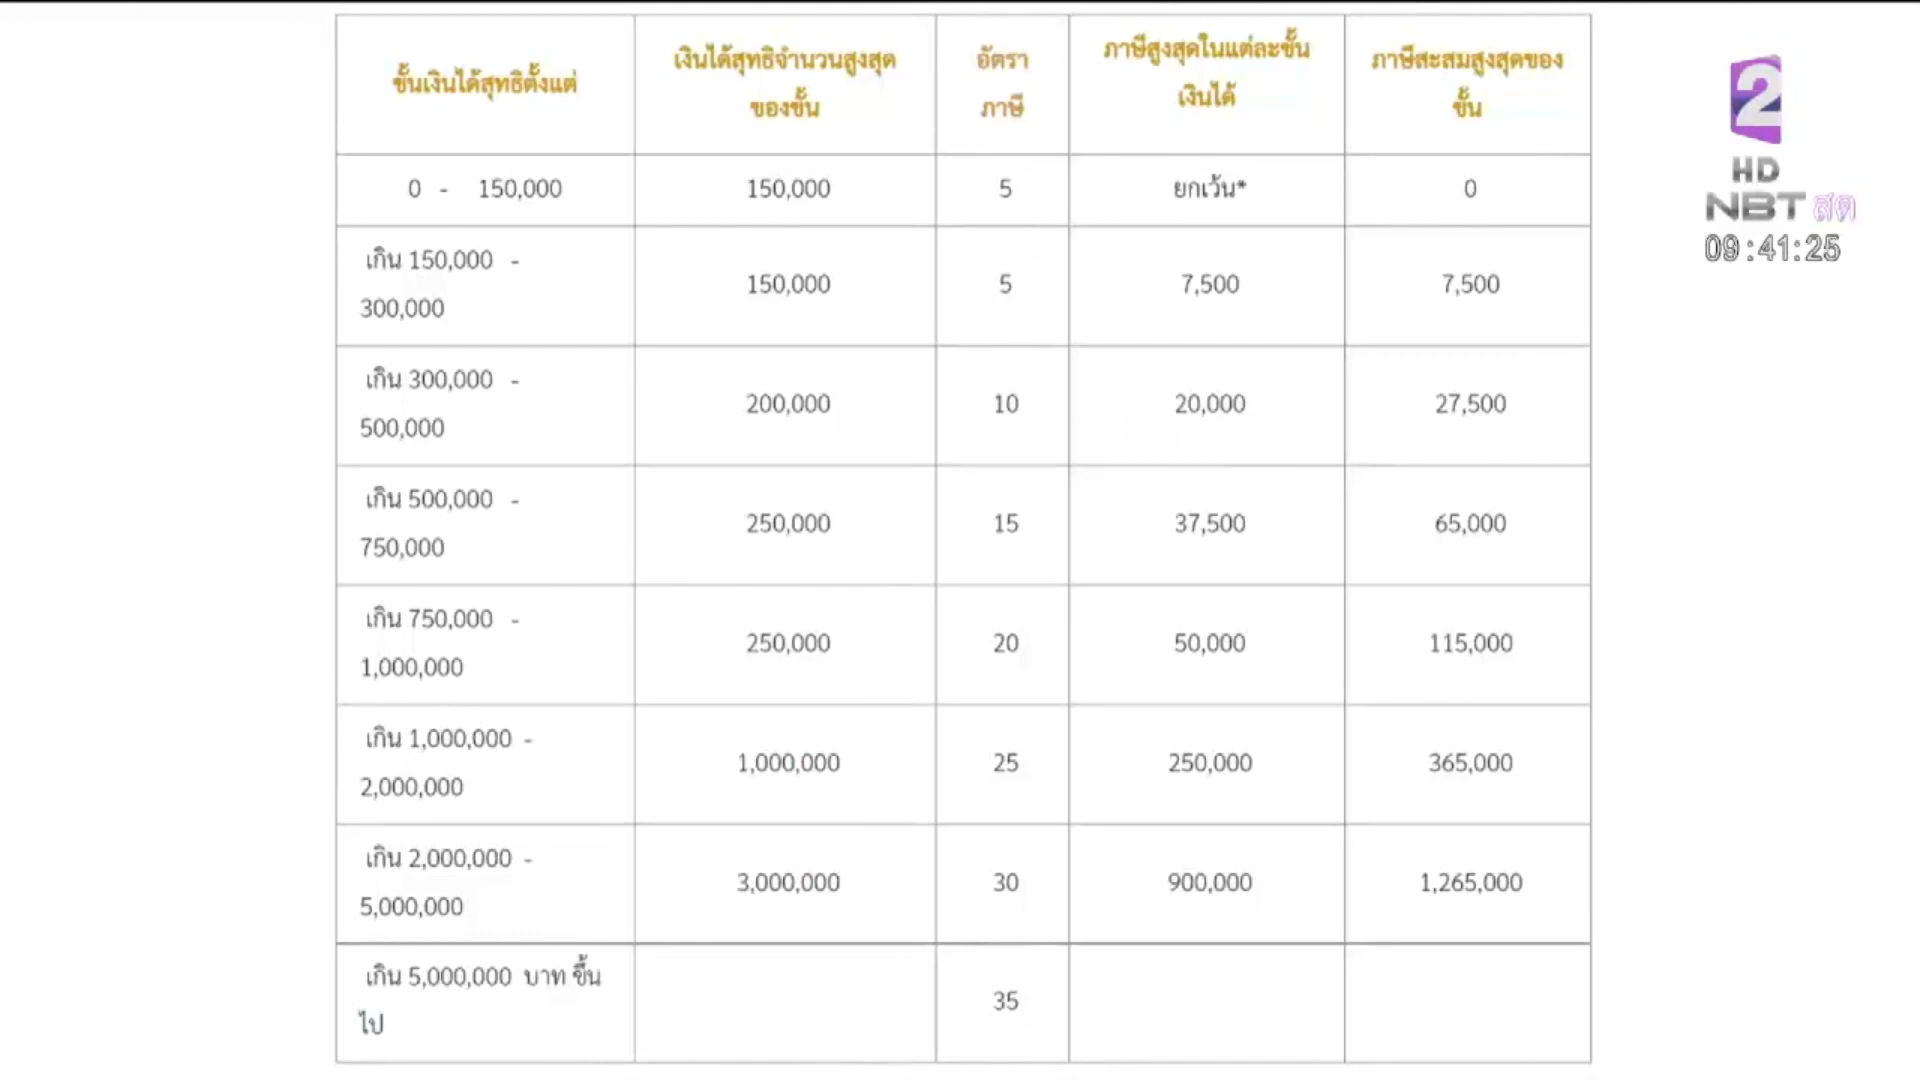 ขั้นเงินได้สุทธิตั้งแต่
เงินได้สุทธิจำนวนสูงสุด
ของขั้น
อัตรา
ภาษี
ภาษีสูงสุดในแต่ละขั้น
เงินได้
ภาษีสะสมสูงสุดของ
ขั้น
0 - 150,000
150,000
5
ยกเว้น*
0
เกิน 150,000 -
300,000
150,000
5
7,500
7,500
เกิน 300,000 -
500,000
200,000
10
20,000
27,500
เกิน 500,000 -
750,000
250,000
15
37,500
65,000
เกิน 750,000 -
1,000,000
250,000
20
50,000
115,000
เกิน 1,000,000 -
2,000,000
1,000,000
25
250,000
365,000
เกิน 2,000,000 -
5,000,000
3,000,000
30
900,000
1,265,000
เกิน 5,000,000 บาท ขึ้น
ไป
35
2
HD
NBT สด
09:41:25